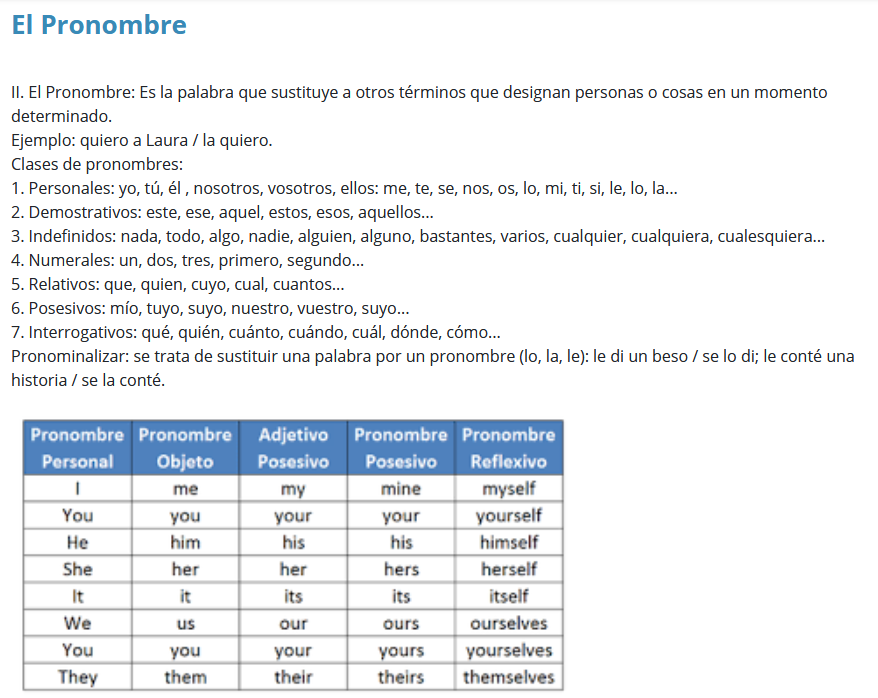 El Pronombre
II. El Pronombre: Es la palabra que sustituye a otros términos que designan personas o cosas en un momento
determinado.
Ejemplo: quiero a Laura / la quiero.
Clases de pronombres:
1. Personales: yo, tú, él , nosotros, vosotros, ellos: me, te, se, nos, os, lo, mi, ti, si, le, lo, la...
2. Demostrativos: este, ese, aquel, estos, esos, aquellos...
3. Indefinidos: nada, todo, algo, nadie, alguien, alguno, bastantes, varios, cualquier, cualquiera, cualesquiera...
4. Numerales: un, dos, tres, primero, segundo...
5. Relativos: que, quien, cuyo, cual, cuantos...
6. Posesivos: mío, tuyo, suyo, nuestro, vuestro, suyo...
7. Interrogativos: qué, quién, cuánto, cuándo, cuál, dónde, cómo...
Pronominalizar: se trata de sustituir una palabra por un pronombre (lo, la, le): le di un beso / se lo di; le conté una
historia / se la conté.
Pronombre Pronombre Adjetivo Pronombre Pronombre
Personal Objeto Posesivo Posesivo Reflexivo
I me my mine myself
You you your your yourself
He him his his himself
She her her hers herself
It it its its itself
We us our ours ourselves
You you your yours yourselves
They them their theirs themselves